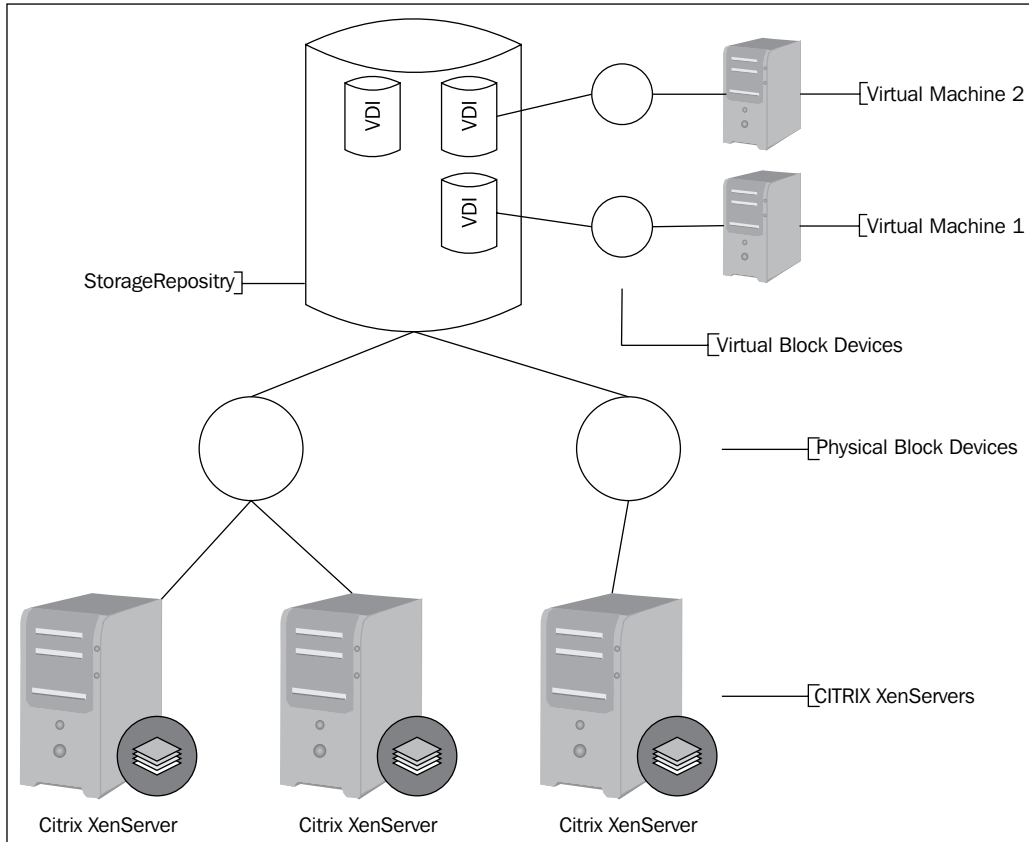 VDI
VDI
Virtual Machine 2
VDI
Virtual Machine 1
StorageRepositry
Virtual Block Devices
Physical Block Devices
CITRIX XenServers
Citrix XenServer
Citrix XenServer
Citrix XenServer